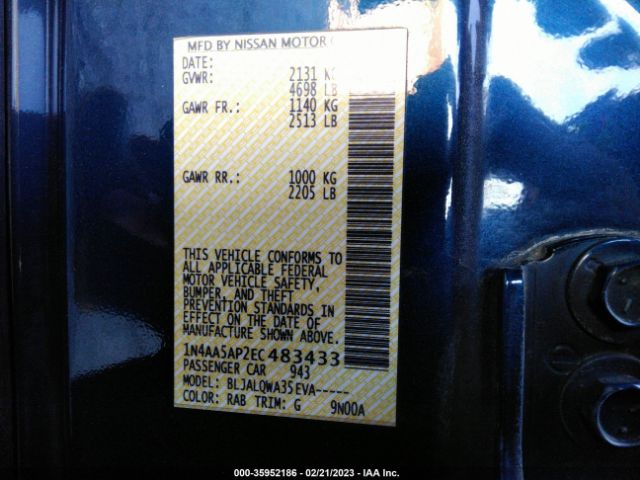 MFD BY NISSAN MOTOR
DATE:
GVWR: 2131 KG
4698 LB
GAWR FR.: 1140 KG
2513 LB
GAWR RR.: 1000 KG
2205 LB
THIS VEHICLE CONFORMS TO
ALL APPLICABLE FEDERAL
MOTOR VEHICLE SAFETY,
BUMPER, AND THEFT
PREVENTION STANDARDS IN
EFFECT ON THE DATE OF
MANUFACTURE SHOWN ABOVE.
1N4AA5AP2EC483433
PASSENGER CAR 943
MODEL: BLJALQWA35EVA-----
COLOR: RAB TRIM: G 9N00A
000-35952186 - 02/21/2023 - IAA Inc.